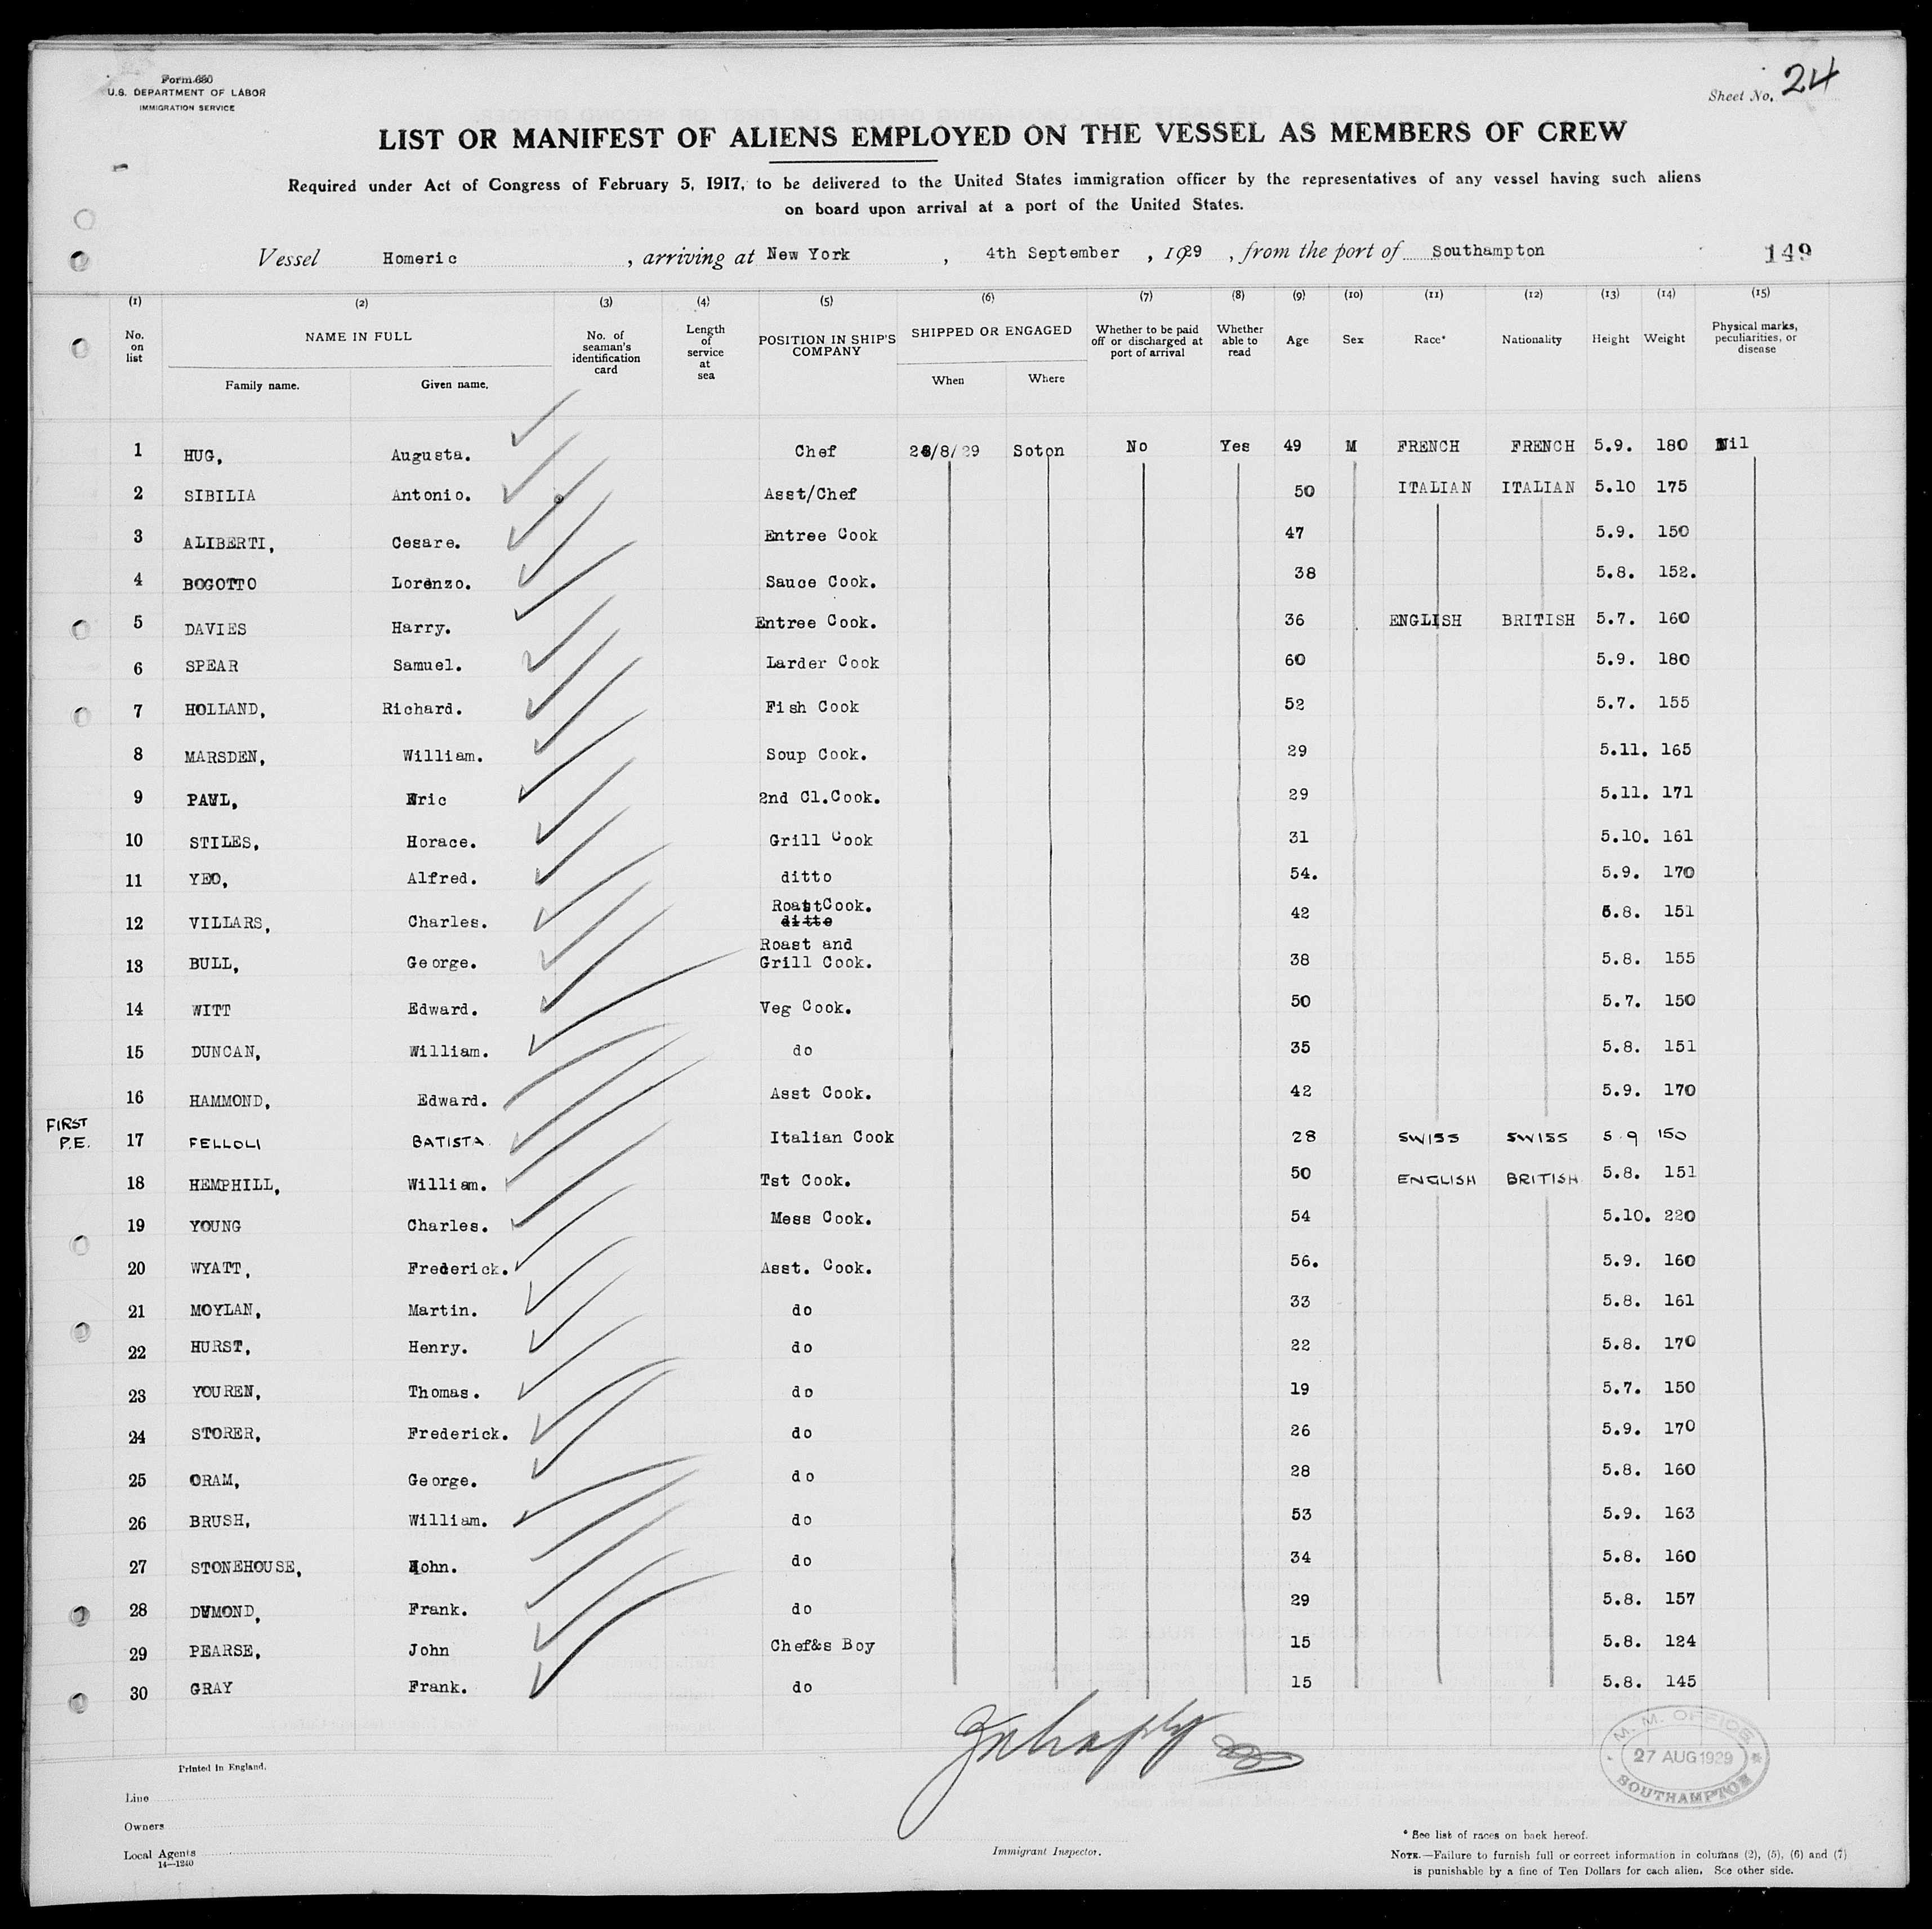 Form 680
U.S. DEPARTMENT OF LABOR
IMMIGRATION SERVICE
Sheet No. 24
LIST OR MANIFEST OF ALIENS EMPLOYED ON THE VESSEL AS MEMBERS OF CREW
Required under Act of Congress of February 5, 1917, to be delivered to the United States immigration officer by the representatives of any vessel having such aliens
on board upon arrival at a port of the United States.
Vessel Homeric , arriving at New York , 4th September , 1929 , from the port of Southampton 149
(1) (2) (3) (4) (5) (6) (7) (8) (9) (10) (11) (12) (13) (14) (15)
No. on list NAME IN FULL Family name. Given name. No. of seaman's identification card Length of service at sea POSITION IN SHIP'S COMPANY SHIPPED OR ENGAGED When Where Whether to be paid off or discharged at port of arrival Whether able to read Age Sex Race* Nationality Height Weight Physical marks, peculiarities, or disease
1 HUG, Augusta. Chef 28/8/29 Soton No Yes 49 M FRENCH FRENCH 5.9. 180 Nil
2 SIBILIA Antonio. Asst/Chef 50 ITALIAN ITALIAN 5.10 175
3 ALIBERTI, Cesare. Entree Cook 47 5.9. 150
4 BOGOTTO Lorenzo. Sauce Cook. 38 5.8. 152.
5 DAVIES Harry. Entree Cook. 36 ENGLISH BRITISH 5.7. 160
6 SPEAR Samuel. Larder Cook 60 5.9. 180
7 HOLLAND, Richard. Fish Cook 52 5.7. 155
8 MARSDEN, William. Soup Cook. 29 5.11. 165
9 PAUL, Eric 2nd Cl.Cook. 29 5.11. 171
10 STILES, Horace. Grill Cook 31 5.10. 161
11 YEO, Alfred. ditto 54. 5.9. 170
12 VILLARS, Charles. RoastCook. ditto 42 5.8. 151
13 BULL, George. Roast and Grill Cook. 38 5.8. 155
14 WITT Edward. Veg Cook. 50 5.7. 150
15 DUNCAN, William. do 35 5.8. 151
16 HAMMOND, Edward. Asst Cook. 42 5.9. 170
FIRST P.E. 17 FELLOLI BATISTA. Italian Cook 28 SWISS SWISS 5.9 150
18 HEMPHILL, William. Tst Cook. 50 ENGLISH BRITISH. 5.8. 151
19 YOUNG Charles. Mess Cook. 54 5.10. 220
20 WYATT, Frederick. Asst. Cook. 56. 5.9. 160
21 MOYLAN, Martin. do 33 5.8. 161
22 HURST, Henry. do 22 5.8. 170
23 YOUREN, Thomas. do 19 5.7. 150
24 STORER, Frederick. do 26 5.9. 170
25 ORAM, George. do 28 5.8. 160
26 BRUSH, William. do 53 5.9. 163
27 STONEHOUSE, John. do 34 5.8. 160
28 DYMOND, Frank. do 29 5.8. 157
29 PEARSE, John Chef&s Boy 15 5.8. 124
30 GRAY Frank. do 15 5.8. 145
M. M. OFFICE
27 AUG 1929
SOUTHAMPTON
Printed in England.
Line
Owners
Local Agents
14—1240
Immigrant Inspector.
* See list of races on back hereof.
NOTE.—Failure to furnish full or correct information in columns (2), (5), (6) and (7)
is punishable by a fine of Ten Dollars for each alien. See other side.